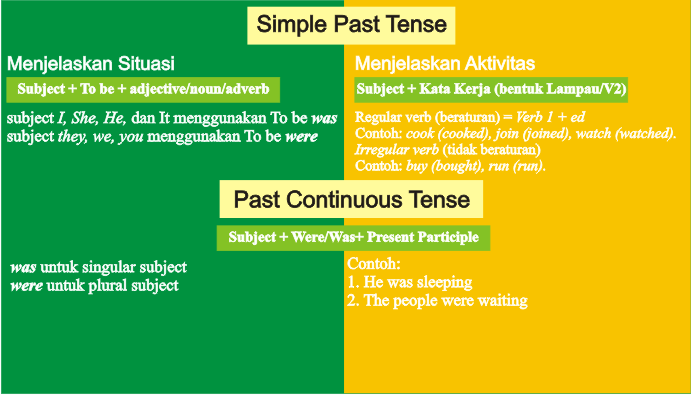 Simple Past Tense
Menjelaskan Situasi
Subject + To be + adjective/noun/adverb
subject I, She, He, dan It menggunakan To be was
subject they, we, you menggunakan To be were
Menjelaskan Aktivitas
Subject + Kata Kerja (bentuk Lampau/V2)
Regular verb (beraturan) = Verb 1 + ed
Contoh: cook (cooked), join (joined), watch (watched).
Irregular verb (tidak beraturan)
Contoh: buy (bought), run (run).
Past Continuous Tense
Subject + Were/Was+ Present Participle
was untuk singular subject
were untuk plural subject
Contoh:
1. He was sleeping
2. The people were waiting